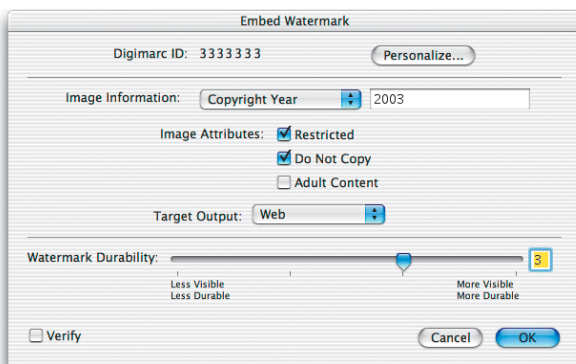 Embed Watermark
Digimarc ID: 3333333
Personalize...
Image Information: Copyright Year 2003
Image Attributes: Restricted
Do Not Copy
Adult Content
Target Output: Web
Watermark Durability: 3
Less Visible
Less Durable
More Visible
More Durable
Verify
Cancel
OK